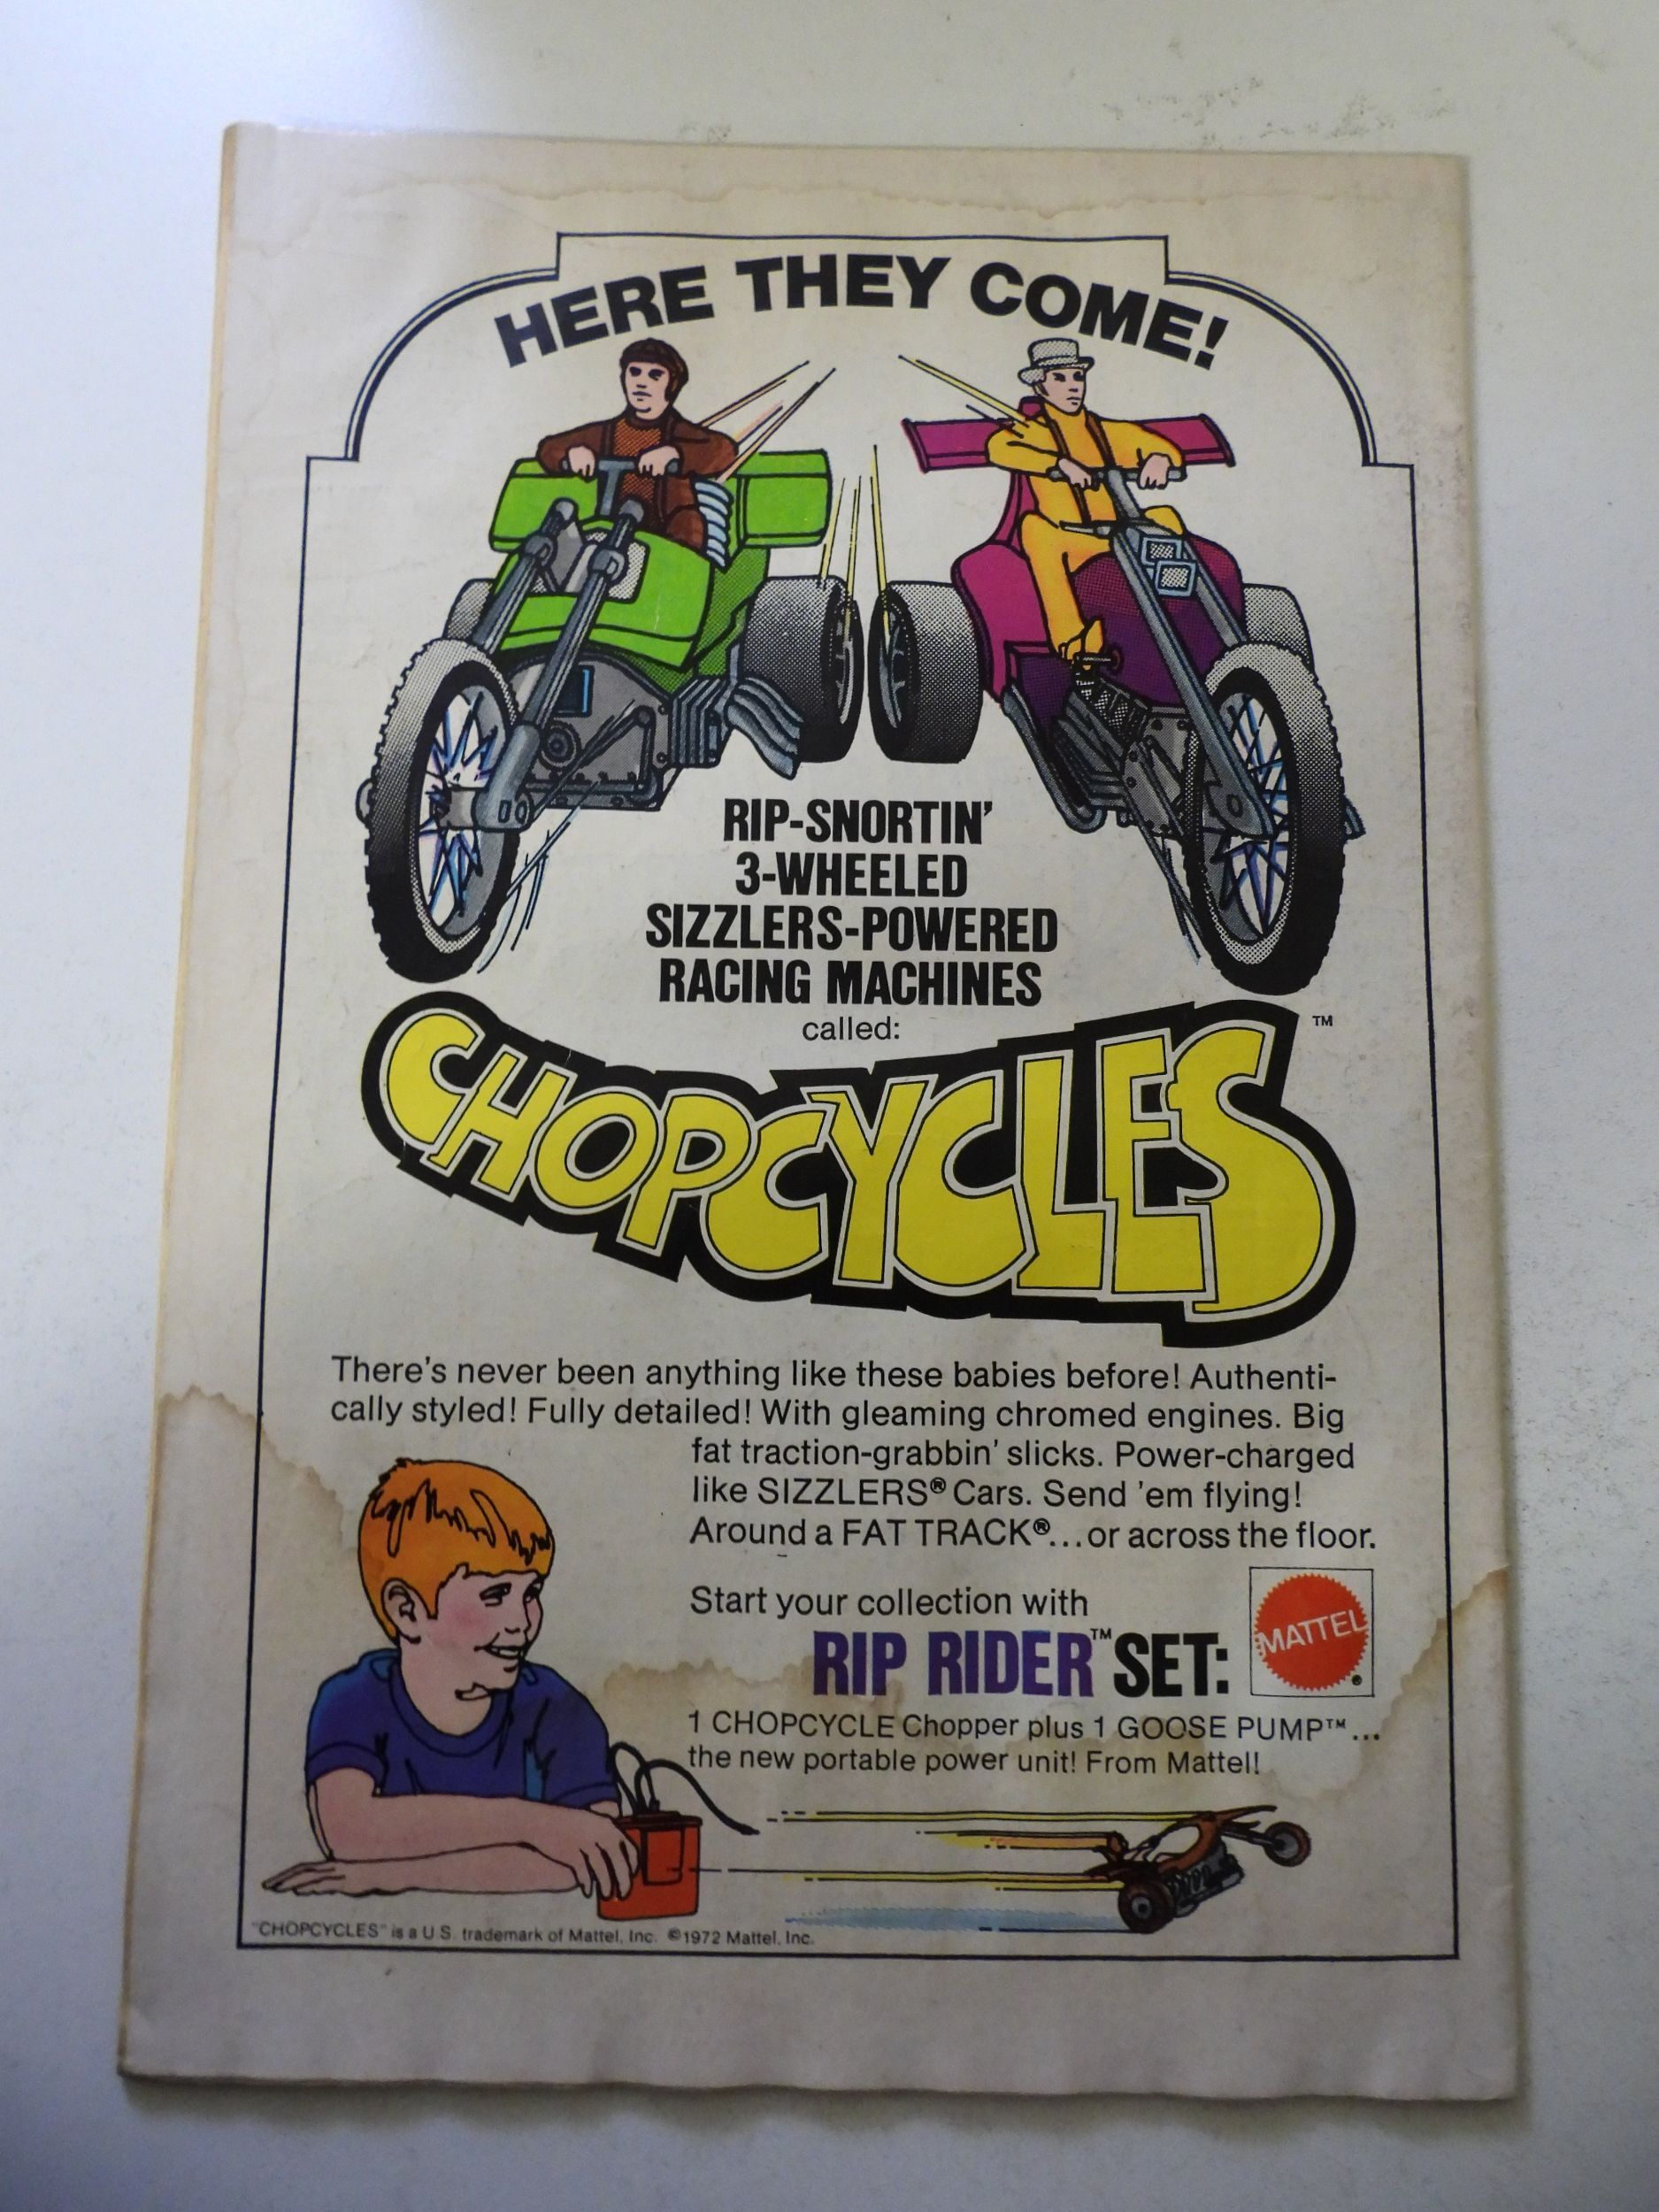 HERE THEY COME!
RIP-SNORTIN'
3-WHEELED
SIZZLERS-POWERED
RACING MACHINES
called:
CHOPCYCLES™
There's never been anything like these babies before! Authenti-
cally styled! Fully detailed! With gleaming chromed engines. Big
fat traction-grabbin' slicks. Power-charged
like SIZZLERS® Cars. Send 'em flying!
Around a FAT TRACK®...or across the floor.
Start your collection with
RIP RIDER™ SET:
MATTEL®
1 CHOPCYCLE Chopper plus 1 GOOSE PUMP™...
the new portable power unit! From Mattel!
"CHOPCYCLES" is a U.S. trademark of Mattel, Inc. ©1972 Mattel, Inc.